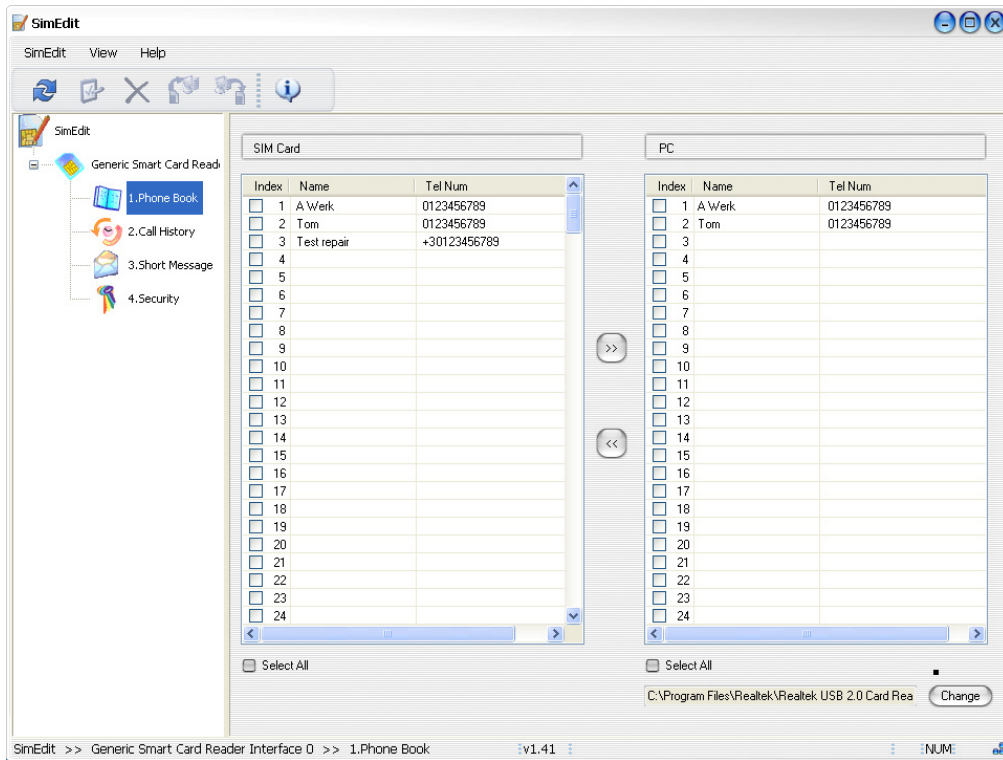 SimEdit
SimEdit View Help
SimEdit
Generic Smart Card Read
1.Phone Book
2.Call History
3.Short Message
4.Security
SIM Card
Index Name Tel Num
1 A Werk 0123456789
2 Tom 0123456789
3 Test repair +30123456789
4
5
6
7
8
9
10
11
12
13
14
15
16
17
18
19
20
21
22
23
24
Select All
>>
<<
PC
Index Name Tel Num
1 A Werk 0123456789
2 Tom 0123456789
3
4
5
6
7
8
9
10
11
12
13
14
15
16
17
18
19
20
21
22
23
24
Select All
C:\Program Files\Realtek\Realtek USB 2.0 Card Rea Change
SimEdit >> Generic Smart Card Reader Interface 0 >> 1.Phone Book v1.41 NUM